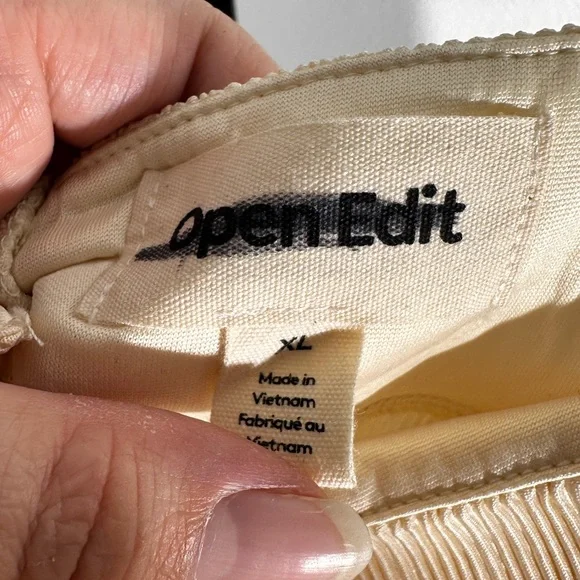 Open Edit
XL
Made in
Vietnam
Fabriqué au
Vietnam